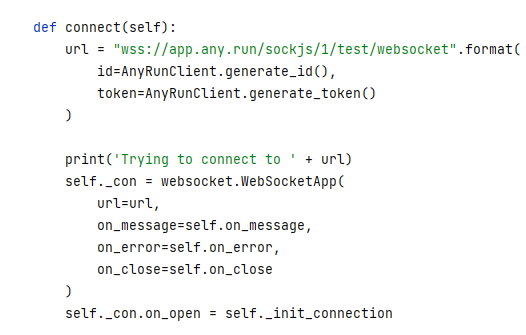 def connect(self):
url = "wss://app.any.run/sockjs/1/test/websocket".format(
id=AnyRunClient.generate_id(),
token=AnyRunClient.generate_token()
)
print('Trying to connect to ' + url)
self._con = websocket.WebSocketApp(
url=url,
on_message=self.on_message,
on_error=self.on_error,
on_close=self.on_close
)
self._con.on_open = self._init_connection